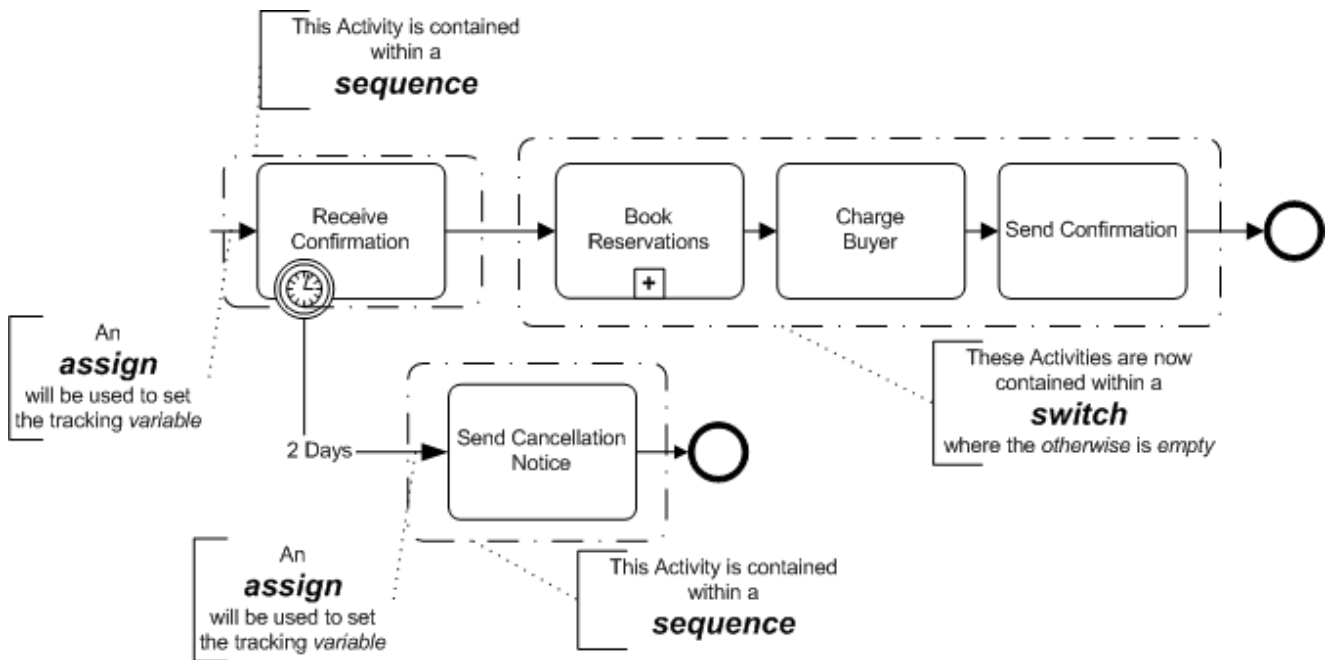 This Activity is contained
within a
sequence
Receive
Confirmation
Book
Reservations
+
Charge
Buyer
Send Confirmation
An
assign
will be used to set
the tracking variable
2 Days
Send Cancellation
Notice
These Activities are now
contained within a
switch
where the otherwise is empty
An
assign
will be used to set
the tracking variable
This Activity is contained
within a
sequence